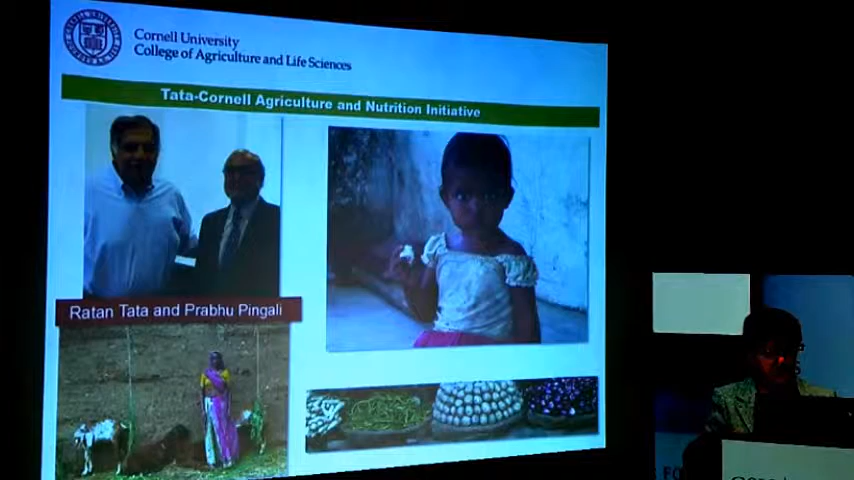 Cornell University
College of Agriculture and Life Sciences
Tata-Cornell Agriculture and Nutrition Initiative
Ratan Tata and Prabhu Pingali